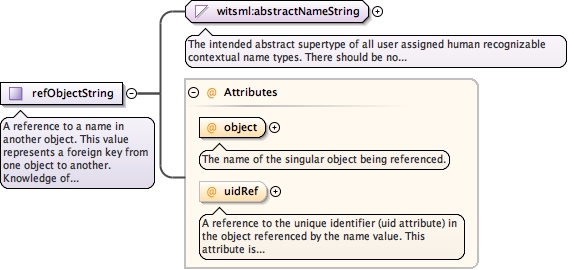 witsml:abstractNameString
The intended abstract supertype of all user assigned human recognizable
contextual name types. There should be no...
refObjectString
A reference to a name in
another object. This value
represents a foreign key from
one object to another.
Knowledge of...
@ Attributes
@ object
The name of the singular object being referenced.
@ uidRef
A reference to the unique identifier (uid attribute) in
the object referenced by the name value. This
attribute is...